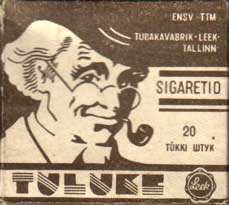 ENSV TTM
TUBAKAVABRIK-LEEK-
TALLINN
SIGARETID
20
TÜKKI ШТУК
TULUKE
Leek